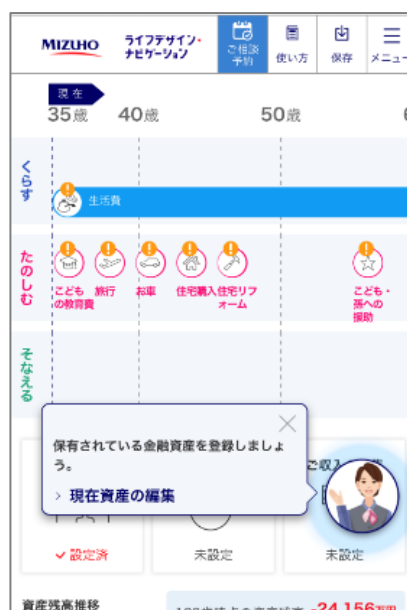 MIZUHO
ライフデザイン・
ナビゲーション
ご相談
予約
使い方
保存
メニュー
現在
35歳
40歳
50歳
くらす
生活費
たのしむ
こども
の教育費
旅行
お車
住宅購入
住宅リフ
ォーム
こども・
孫への
援助
そなえる
保有されている金融資産を登録しましょ
う。
> 現在資産の編集
ご収入
設定済
未設定
未設定
資産残高推移
24,156万円